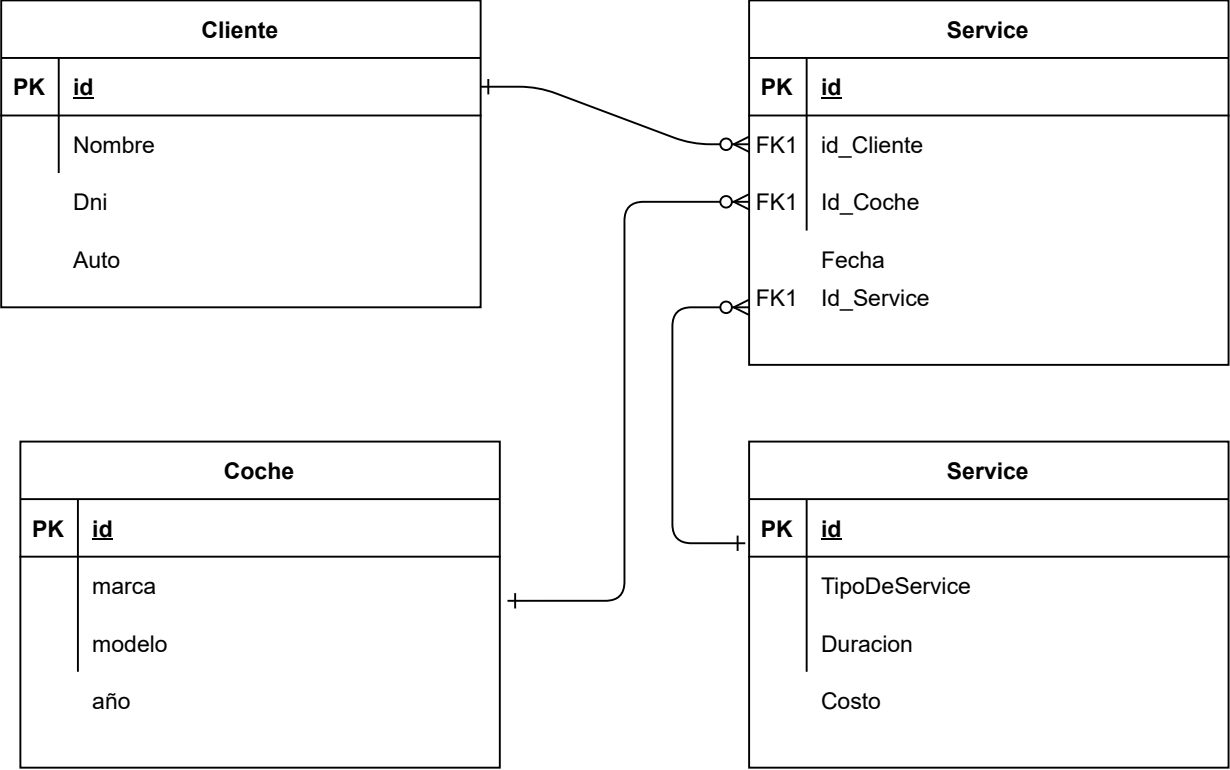 Cliente
PK id
Nombre
Dni
Auto
Service
PK id
FK1 id_Cliente
FK1 Id_Coche
Fecha
FK1 Id_Service
Coche
PK id
marca
modelo
año
Service
PK id
TipoDeService
Duracion
Costo